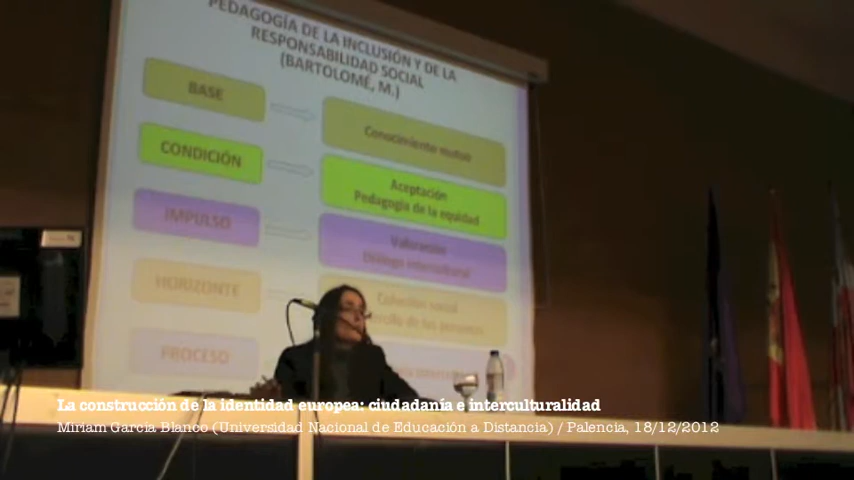 PEDAGOGÍA DE LA INCLUSIÓN Y DE LA
RESPONSABILIDAD SOCIAL
(BARTOLOMÉ, M.)
BASE
Conocimiento mutuo
CONDICIÓN
Aceptación
Pedagogía de la equidad
IMPULSO
Valoración
Diálogo intercultural
HORIZONTE
Cohesión social
PROCESO
La construcción de la identidad europea: ciudadanía e interculturalidad
Miriam García Blanco (Universidad Nacional de Educación a Distancia) / Palencia, 18/12/2012